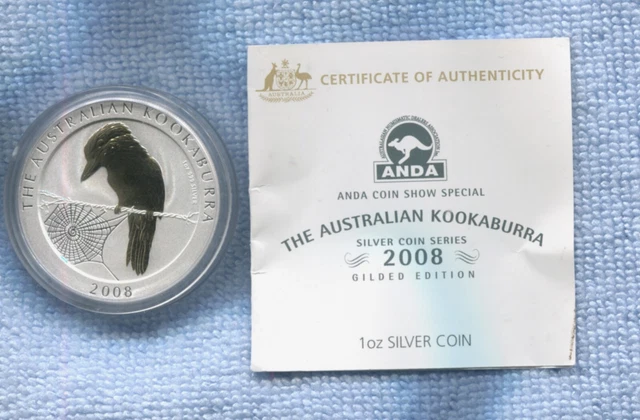 THE AUSTRALIAN KOOKABURRA
2008
AUSTRALIA
CERTIFICATE OF AUTHENTICITY
ANDA
ANDA COIN SHOW SPECIAL
THE AUSTRALIAN KOOKABURRA
SILVER COIN SERIES
2008
GILDED EDITION
1oz SILVER COIN